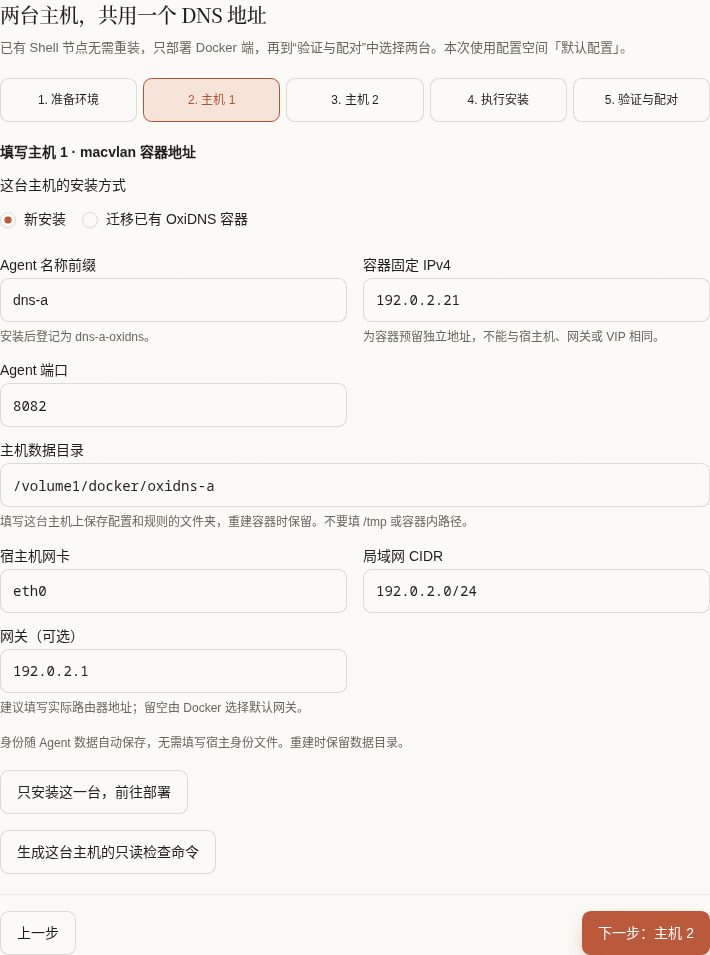 两台主机，共用一个 DNS 地址
已有 Shell 节点无需重装，只部署 Docker 端，再到“验证与配对”中选择两台。本次使用配置空间「默认配置」。
1. 准备环境
2. 主机 1
3. 主机 2
4. 执行安装
5. 验证与配对
填写主机 1 · macvlan 容器地址
这台主机的安装方式
新安装
迁移已有 OxiDNS 容器
Agent 名称前缀
容器固定 IPv4
dns-a
192.0.2.21
安装后登记为 dns-a-oxidns。
为容器预留独立地址，不能与宿主机、网关或 VIP 相同。
Agent 端口
8082
主机数据目录
/volume1/docker/oxidns-a
填写这台主机上保存配置和规则的文件夹，重建容器时保留。不要填 /tmp 或容器内路径。
宿主机网卡
局域网 CIDR
eth0
192.0.2.0/24
网关（可选）
192.0.2.1
建议填写实际路由器地址；留空由 Docker 选择默认网关。
身份随 Agent 数据自动保存，无需填写宿主身份文件。重建时保留数据目录。
只安装这一台，前往部署
生成这台主机的只读检查命令
上一步
下一步：主机 2